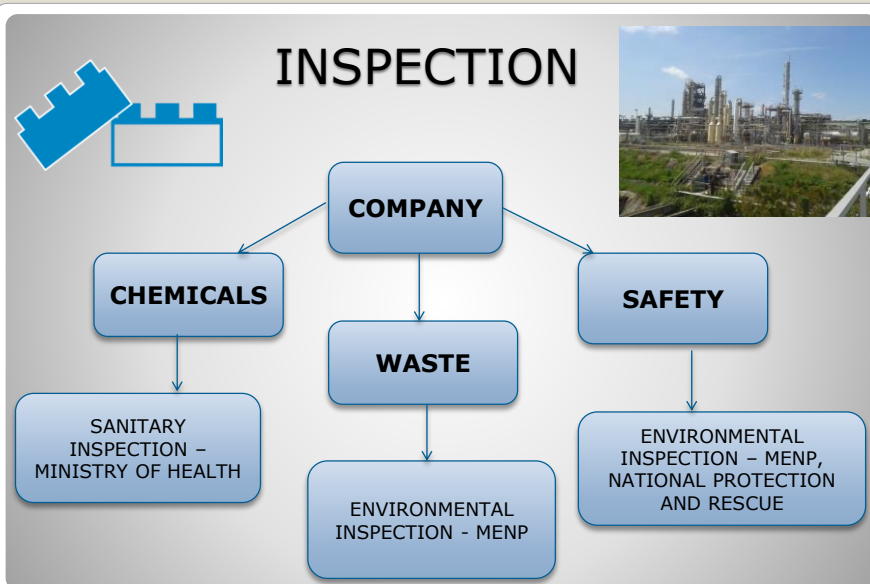 INSPECTION
COMPANY
CHEMICALS
WASTE
SAFETY
SANITARY
INSPECTION –
MINISTRY OF HEALTH
ENVIRONMENTAL
INSPECTION - MENP
ENVIRONMENTAL
INSPECTION – MENP,
NATIONAL PROTECTION
AND RESCUE